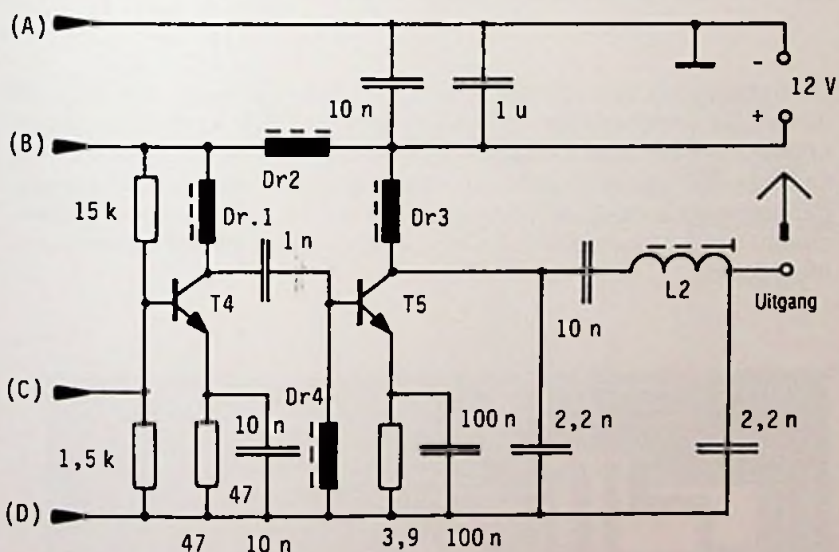 (A)
10 n
1 u
-
12 V
+
(B)
Dr2
15 k
Dr.1
Dr3
1 n
T4
T5
L2
Uitgang
10 n
(C)
Dr4
10 n
100 n
2,2 n
2,2 n
1,5 k
47
(D)
47
10 n
3,9
100 n